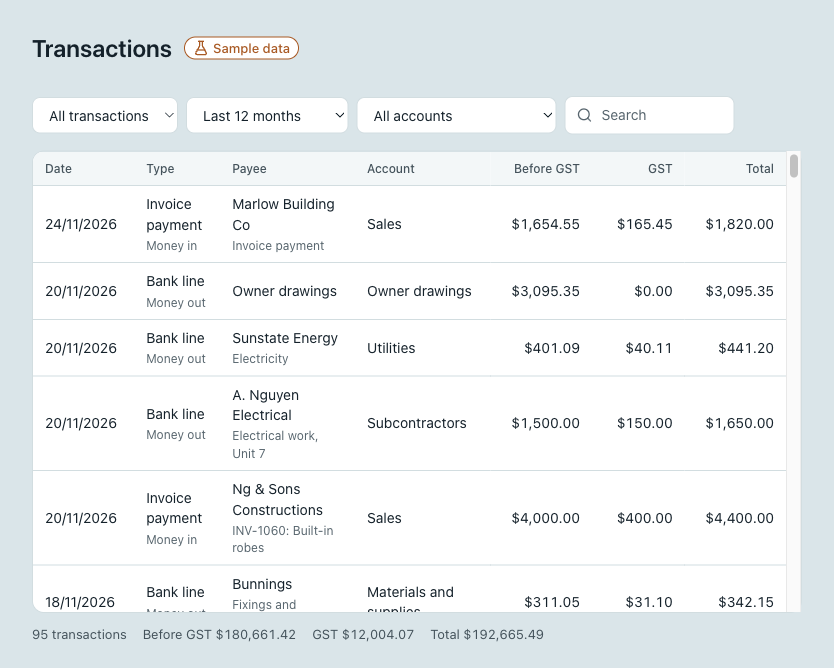 Transactions
Sample data
All transactions Last 12 months All accounts Search
Date Type Payee Account Before GST GST Total
24/11/2026 Invoice payment Marlow Building Co Sales $1,654.55 $165.45 $1,820.00
Money in Invoice payment
20/11/2026 Bank line Owner drawings Owner drawings $3,095.35 $0.00 $3,095.35
Money out
20/11/2026 Bank line Sunstate Energy Utilities $401.09 $40.11 $441.20
Money out Electricity
20/11/2026 Bank line A. Nguyen Electrical Subcontractors $1,500.00 $150.00 $1,650.00
Money out Electrical work, Unit 7
20/11/2026 Invoice payment Ng & Sons Constructions Sales $4,000.00 $400.00 $4,400.00
Money in INV-1060: Built-in robes
18/11/2026 Bank line Bunnings Materials and supplies $311.05 $31.10 $342.15
Money out Fixings and
95 transactions Before GST $180,661.42 GST $12,004.07 Total $192,665.49